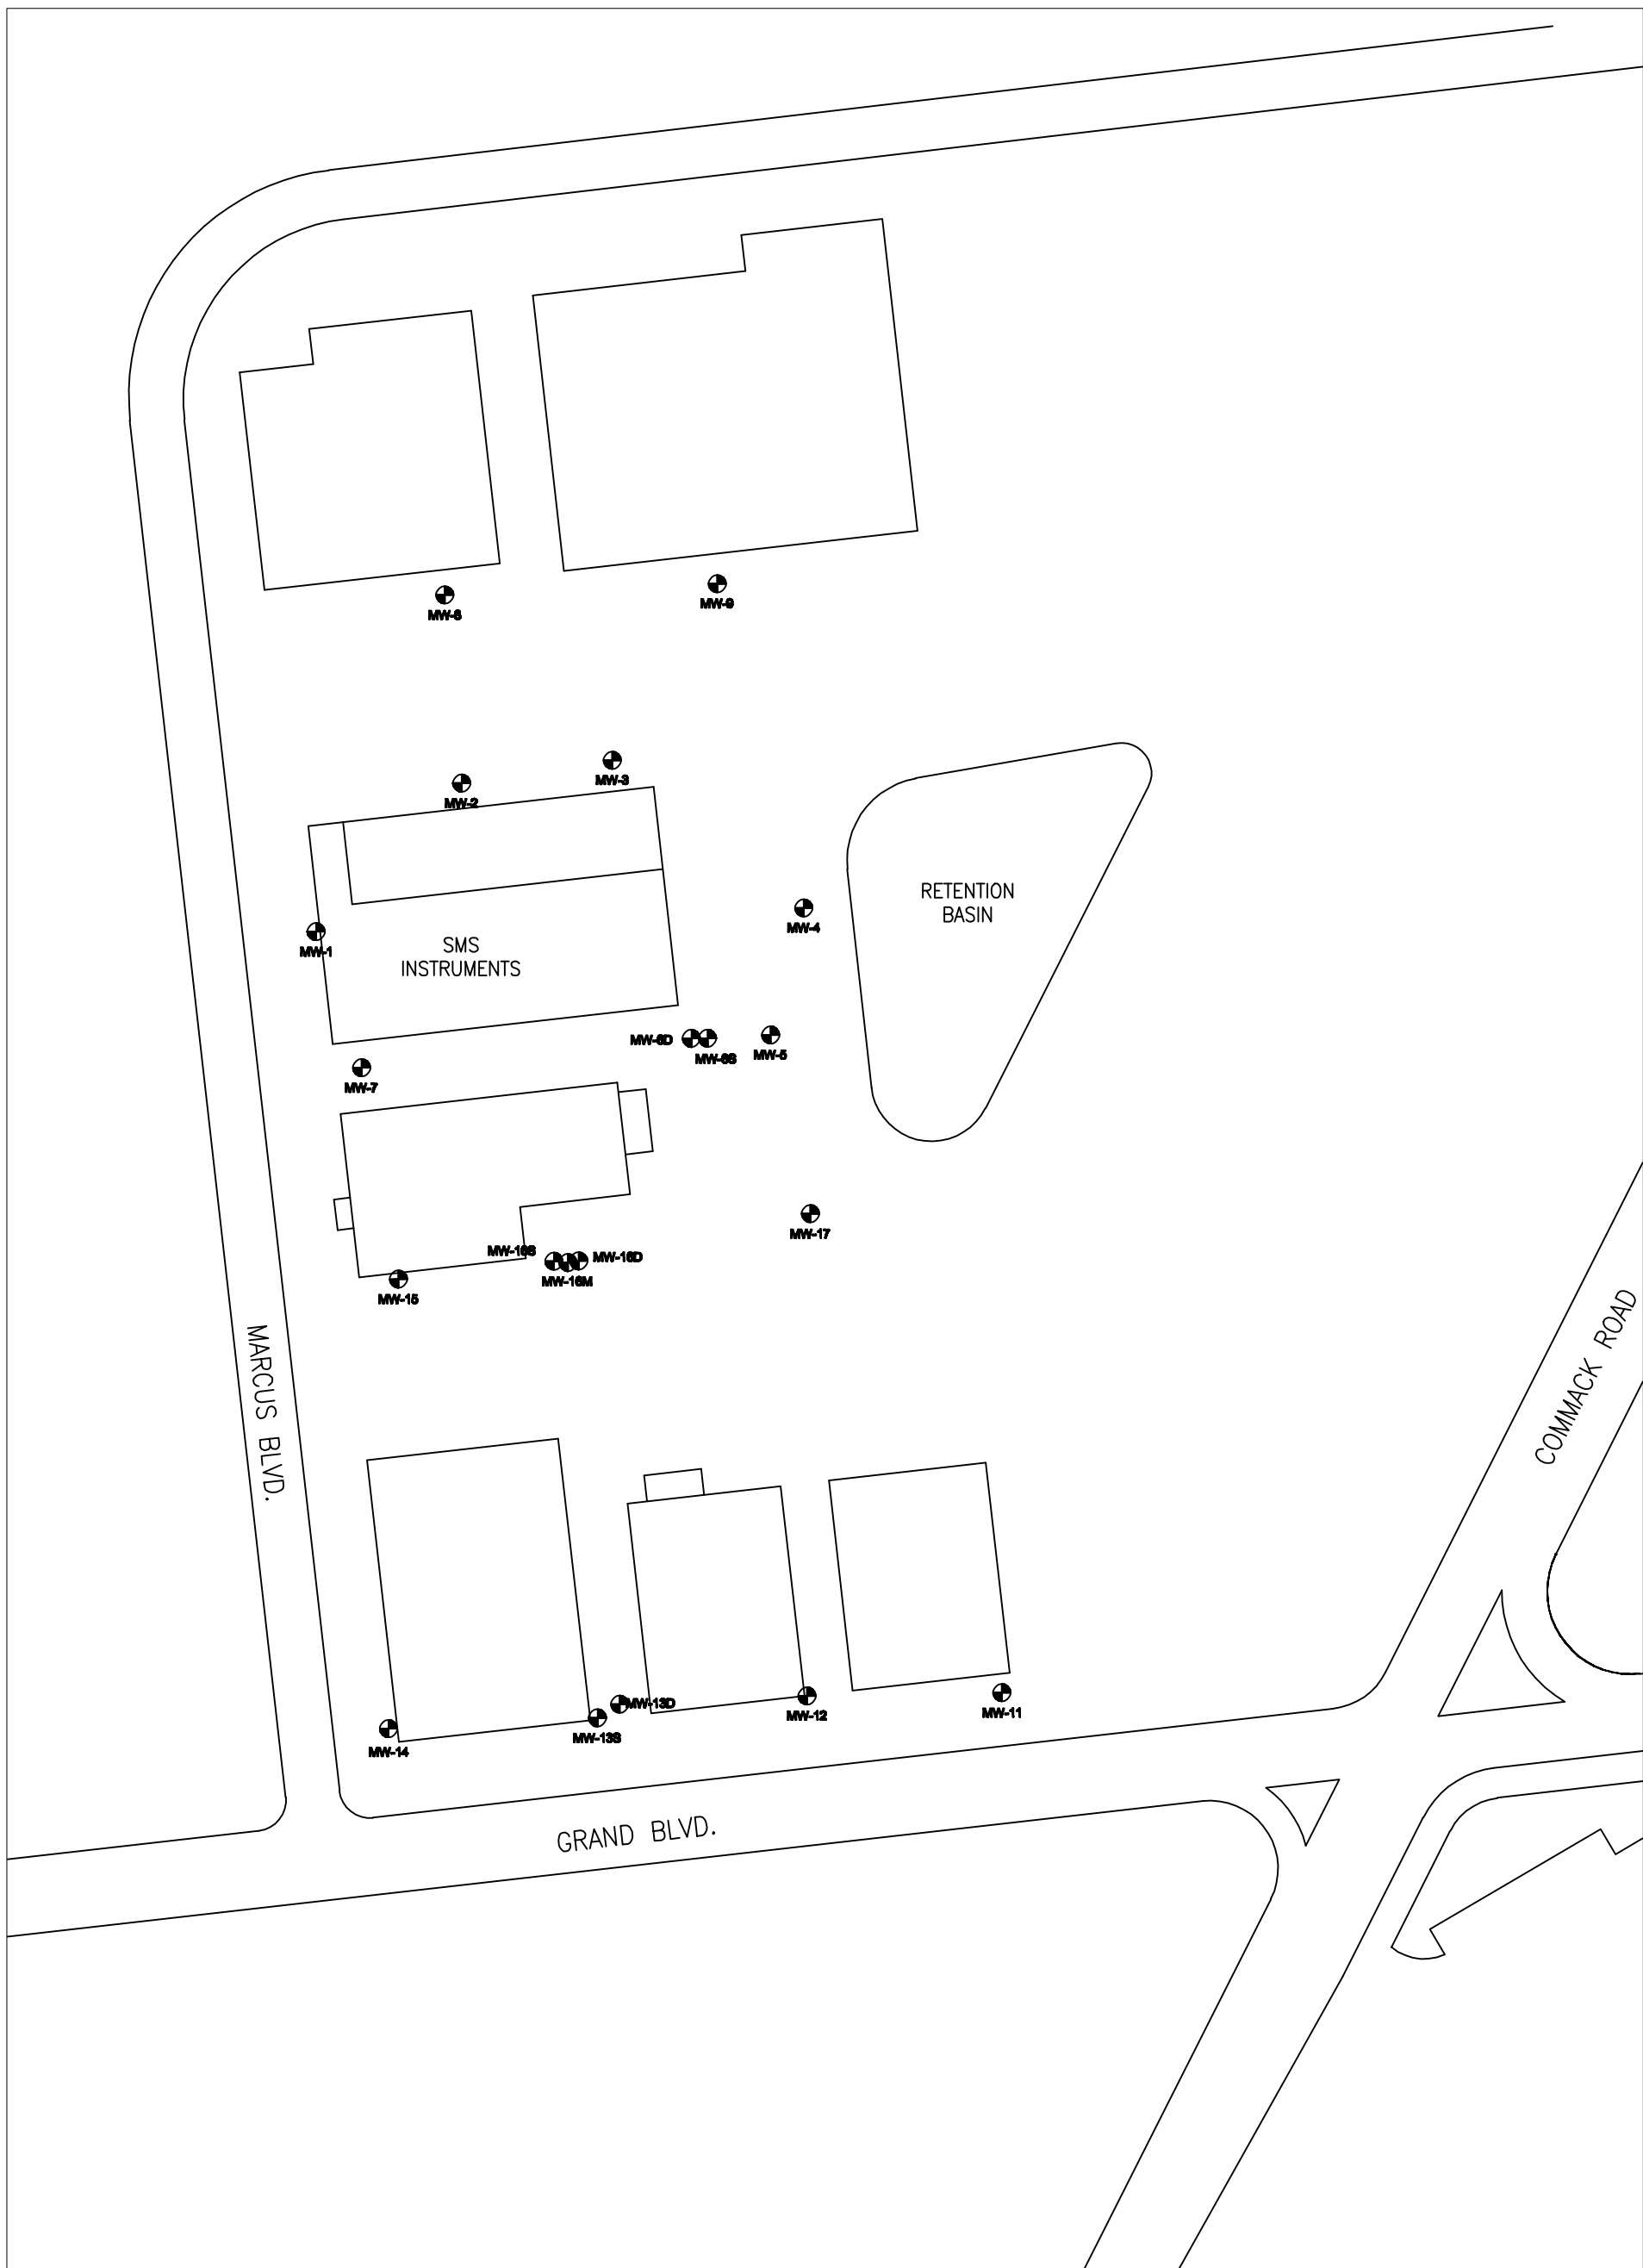 MW-8
MW-9
MW-3
MW-2
RETENTION
BASIN
MW-4
MW-1
SMS
INSTRUMENTS
MW-6D
MW-6S
MW-5
MW-7
MW-17
MW-16S
MW-16D
MW-16M
MW-15
COMMACK ROAD
MARCUS BLVD.
MW-13D
MW-11
MW-12
MW-13S
MW-14
GRAND BLVD.